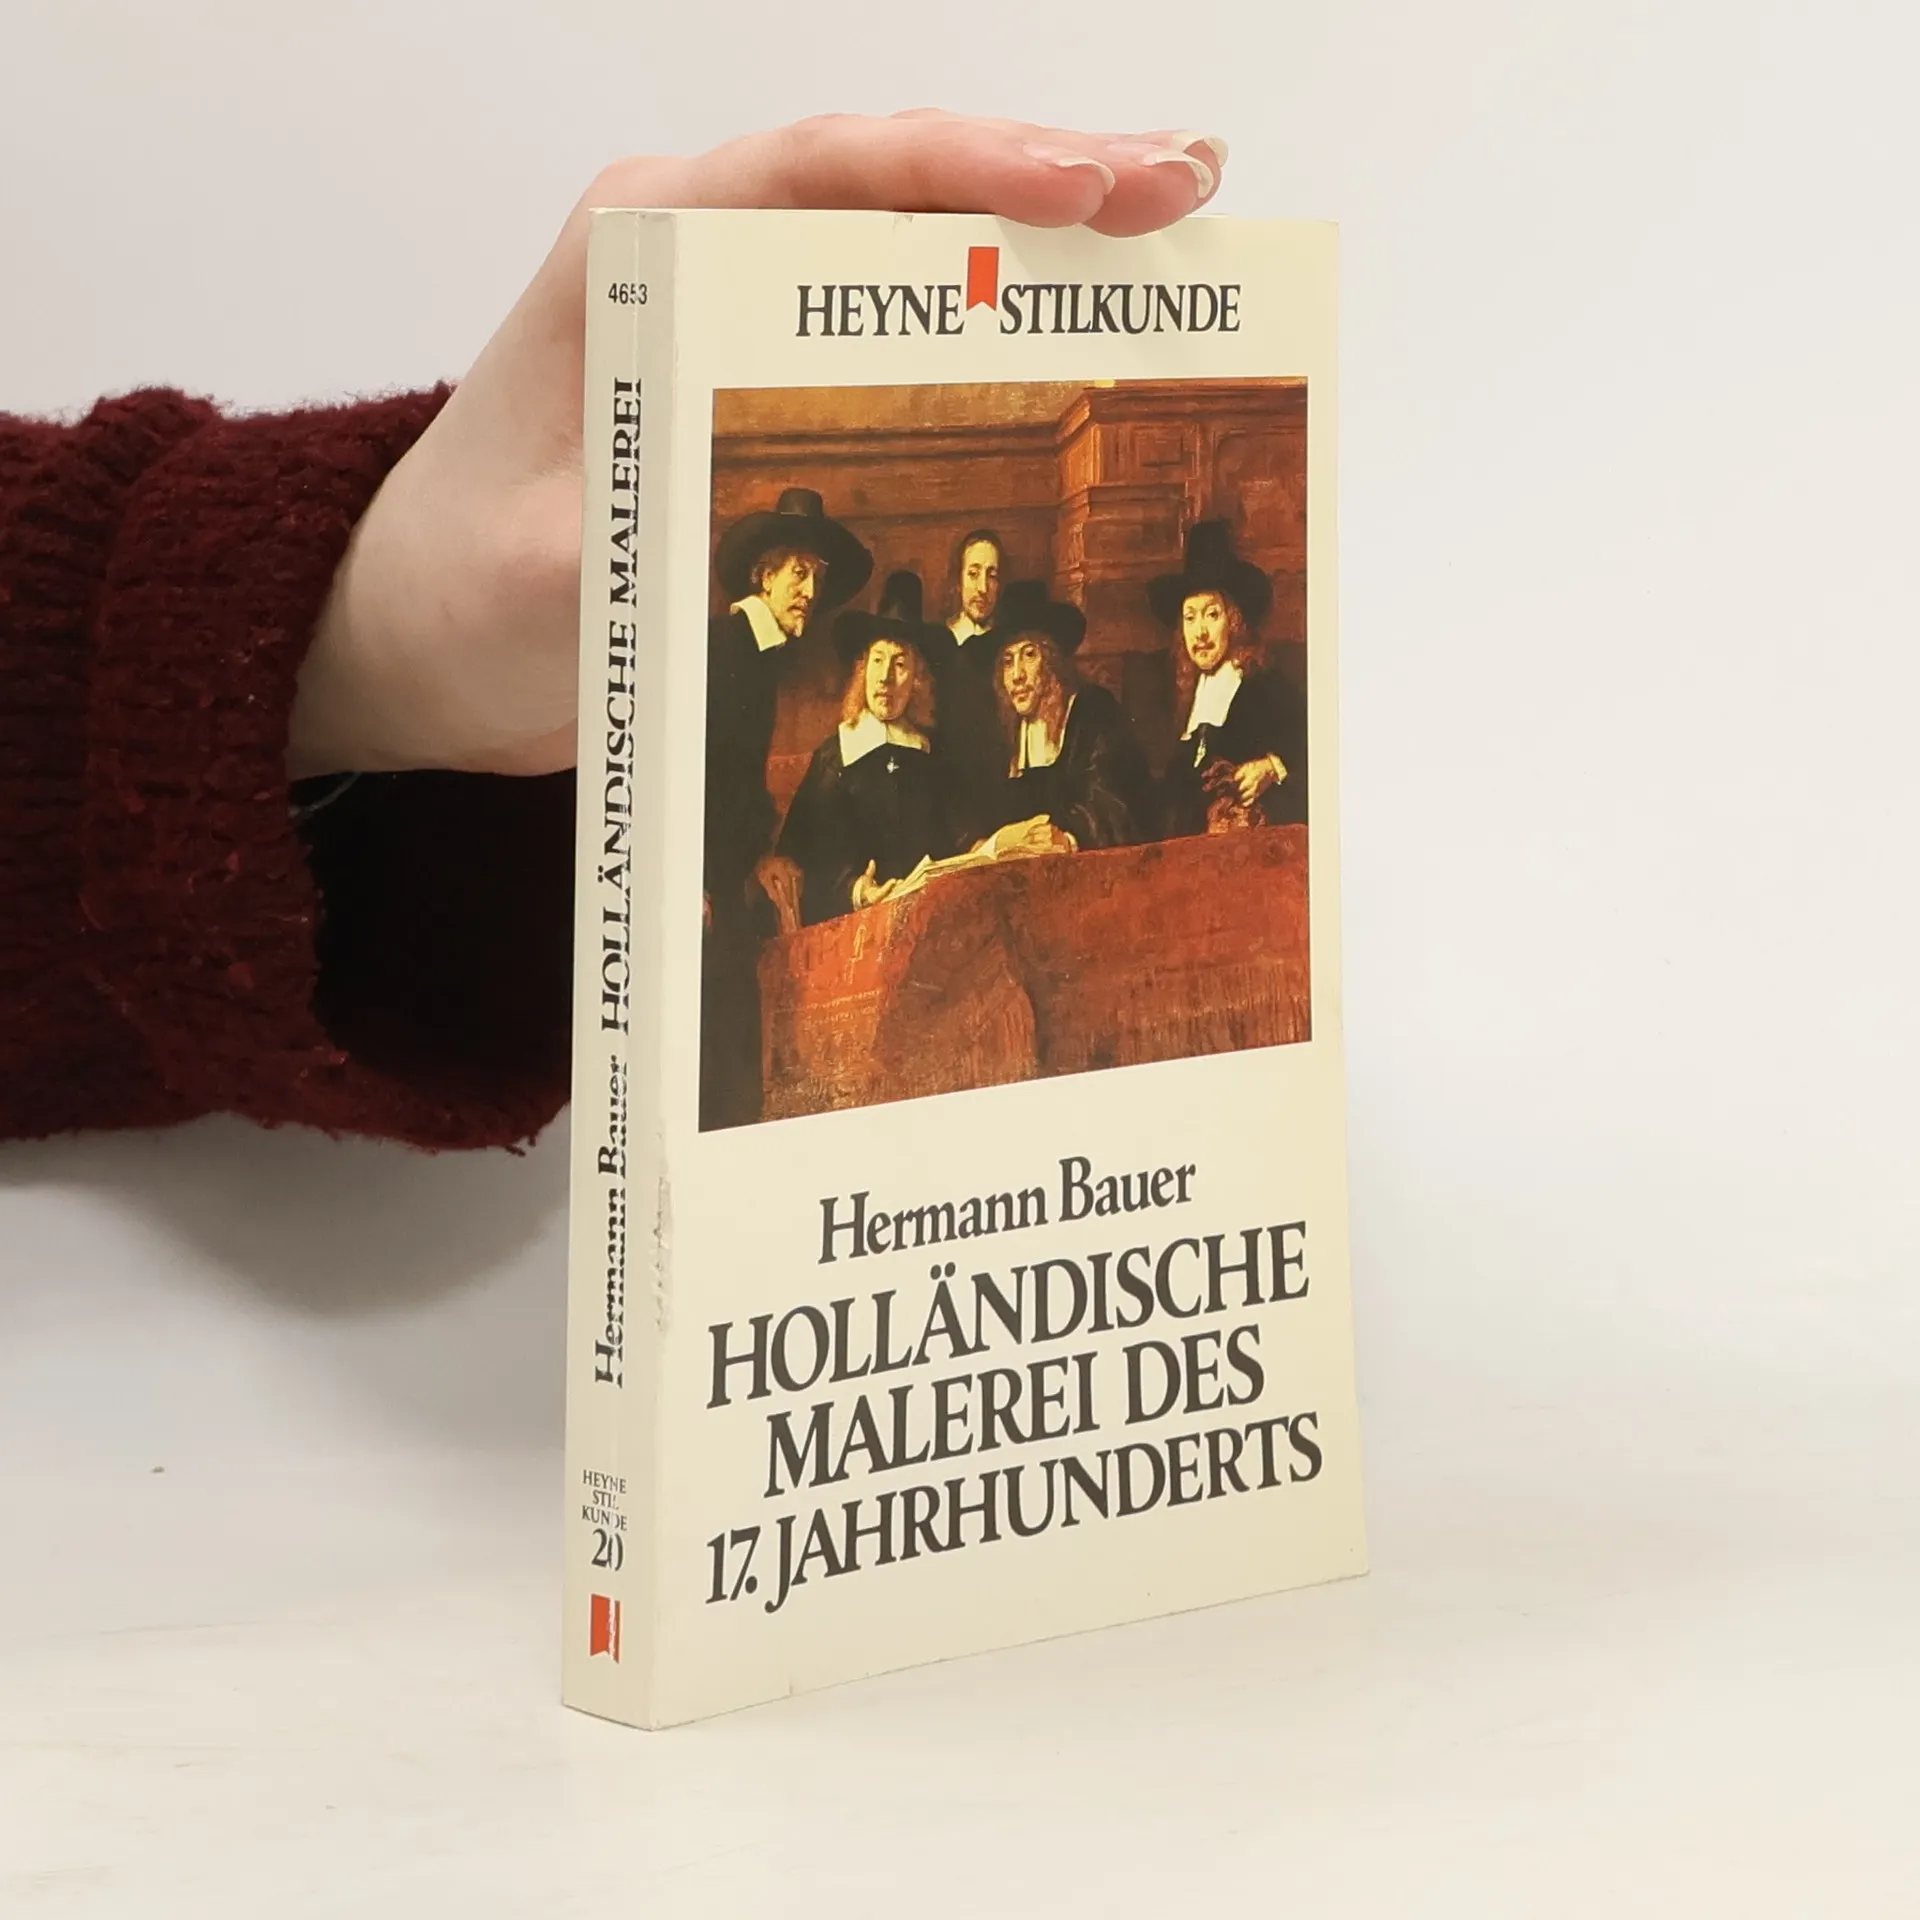 4653
Hermann Bauer HOLLÄNDISCHE MALEREI
HEYNE
STIL
KUNDE
20
HEYNE STILKUNDE
Hermann Bauer
HOLLÄNDISCHE
MALEREI DES
17. JAHRHUNDERTS